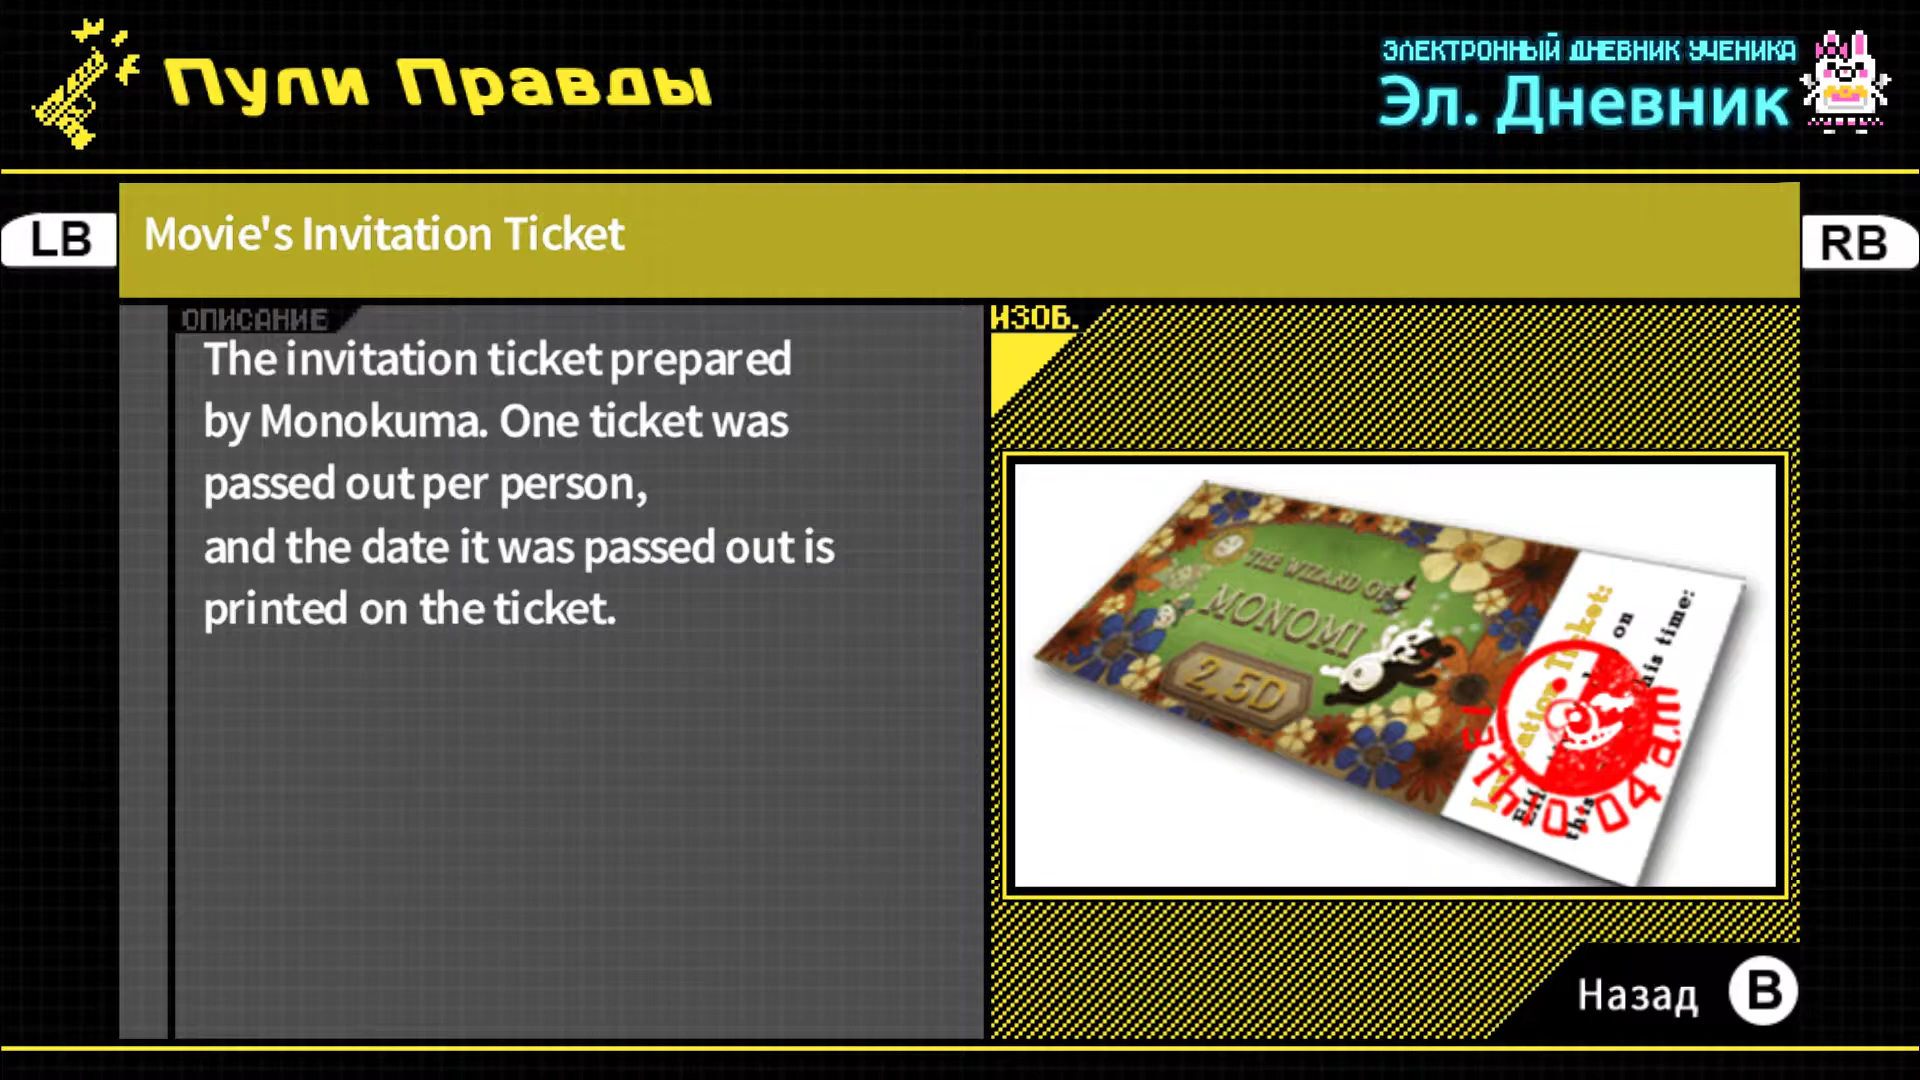 Пули Правды
ЭЛЕКТРОННЫЙ ДНЕВНИК УЧЕНИКА
Эл. Дневник
LB
Movie's Invitation Ticket
RB
ОПИСАНИЕ
The invitation ticket prepared
by Monokuma. One ticket was
passed out per person,
and the date it was passed out is
printed on the ticket.
ИЗОБ.
THE WIZARD OF
MONOMI
2,5D
on
this time:
04 a.m
Назад B